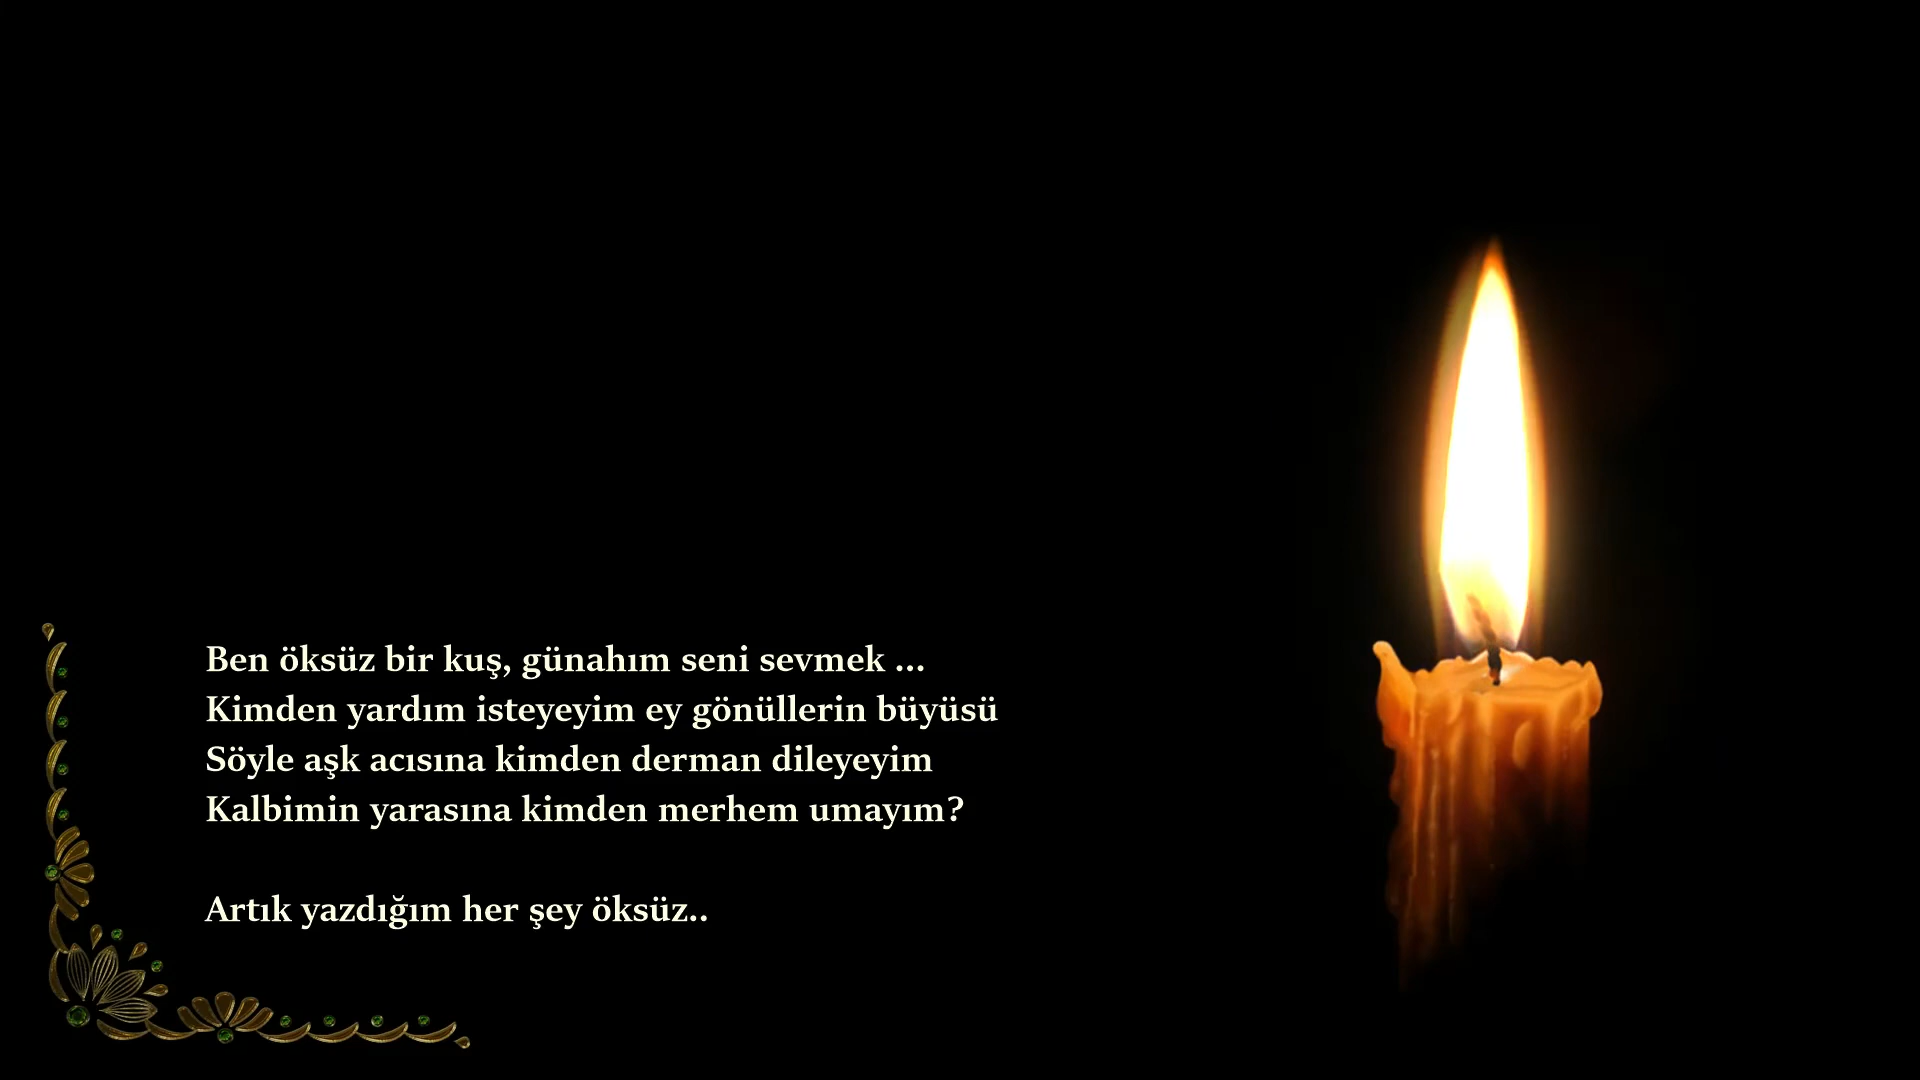 Ben öksüz bir kuş, günahım seni sevmek ...
Kimden yardım isteyeyim ey gönüllerin büyüsü
Söyle aşk acısına kimden derman dileyeyim
Kalbimin yarasına kimden merhem umayım?
Artık yazdığım her şey öksüz..